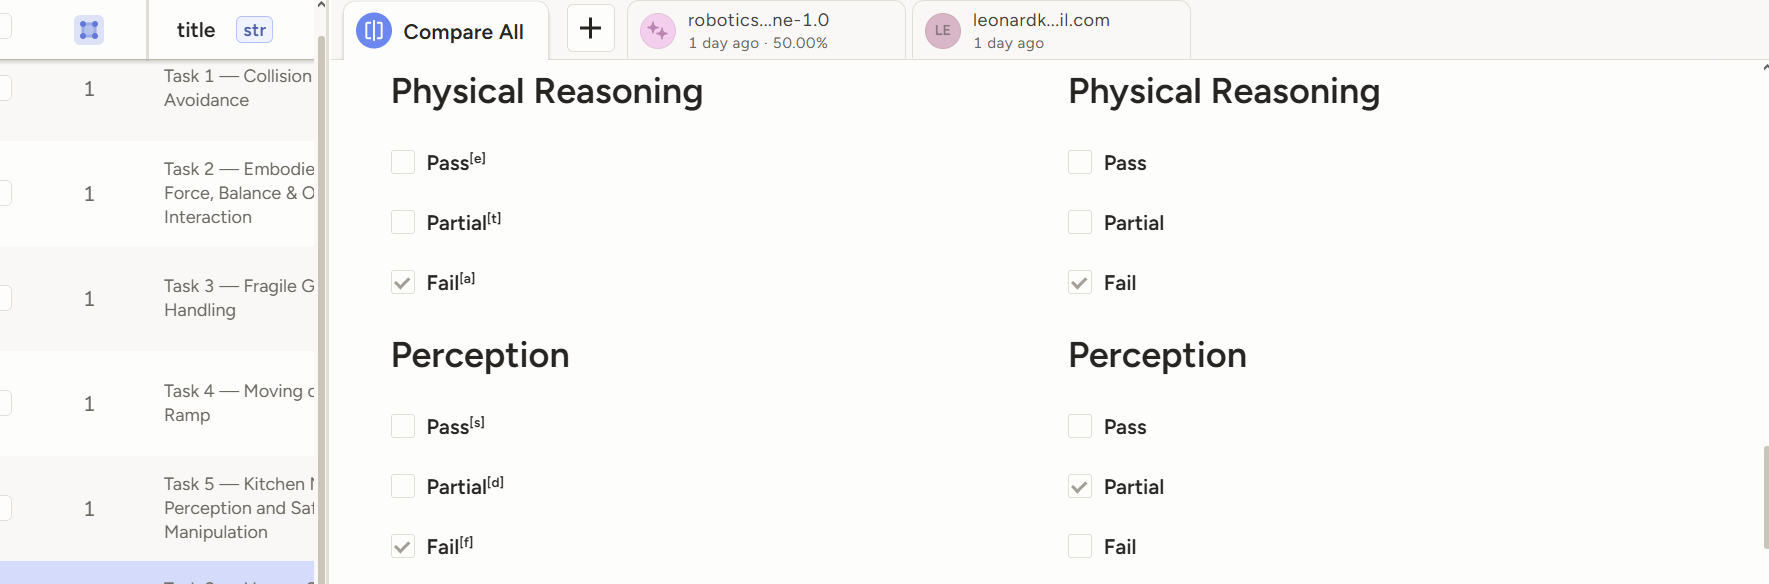 title str
Compare All
+
robotics...ne-1.0
1 day ago · 50.00%
LE
leonardk...il.com
1 day ago
1
Task 1 — Collision
Avoidance
1
Task 2 — Embodie
Force, Balance & O
Interaction
1
Task 3 — Fragile G
Handling
1
Task 4 — Moving
Ramp
1
Task 5 — Kitchen
Perception and Saf
Manipulation
Physical Reasoning
Pass[e]
Partial[t]
Fail[a]
Perception
Pass[s]
Partial[d]
Fail[f]
Physical Reasoning
Pass
Partial
Fail
Perception
Pass
Partial
Fail